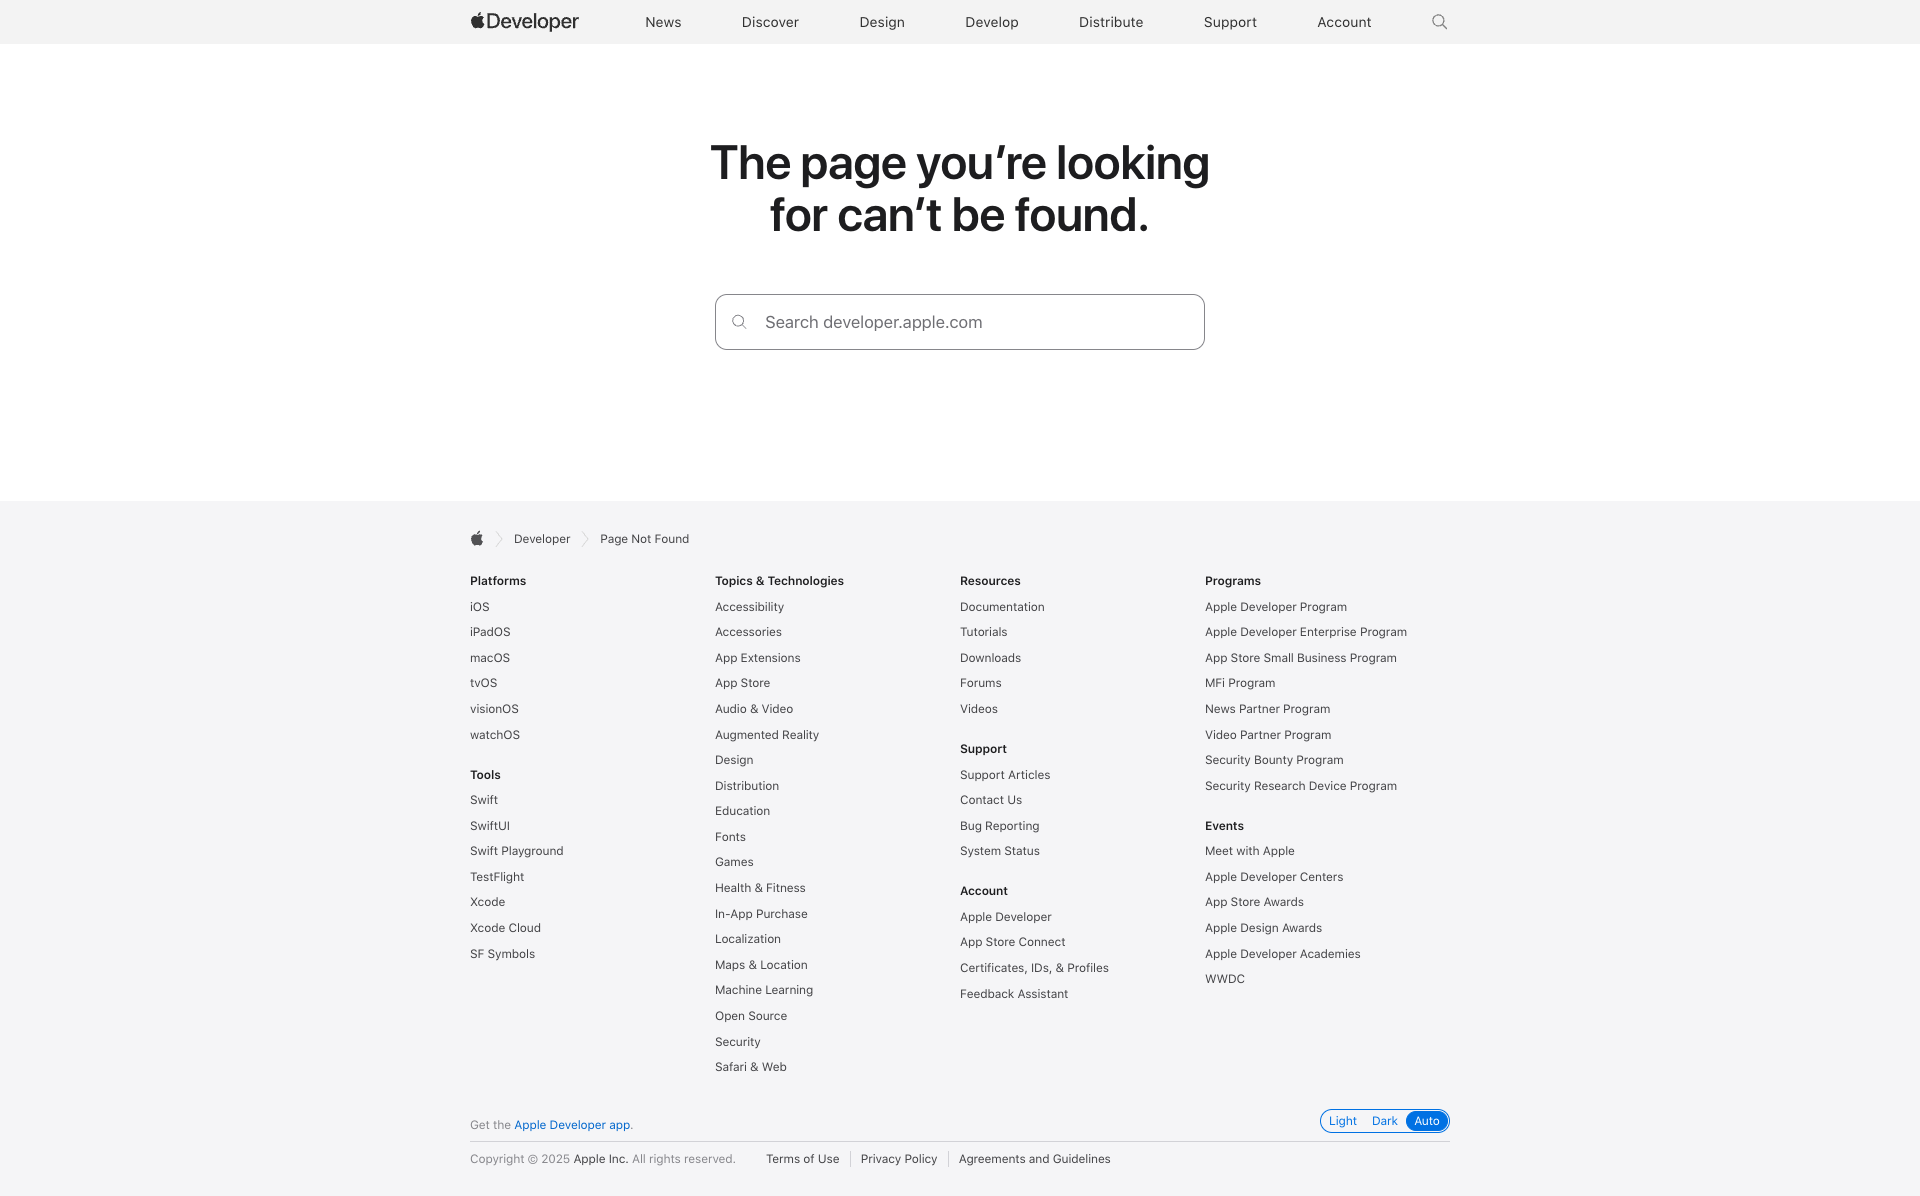 Developer
News
Discover
Design
Develop
Distribute
Support
Account
The page you’re looking
for can’t be found.
Search developer.apple.com
Developer
Page Not Found
Platforms
iOS
iPadOS
macOS
tvOS
visionOS
watchOS
Tools
Swift
SwiftUI
Swift Playground
TestFlight
Xcode
Xcode Cloud
SF Symbols
Topics & Technologies
Accessibility
Accessories
App Extensions
App Store
Audio & Video
Augmented Reality
Design
Distribution
Education
Fonts
Games
Health & Fitness
In-App Purchase
Localization
Maps & Location
Machine Learning
Open Source
Security
Safari & Web
Resources
Documentation
Tutorials
Downloads
Forums
Videos
Support
Support Articles
Contact Us
Bug Reporting
System Status
Account
Apple Developer
App Store Connect
Certificates, IDs, & Profiles
Feedback Assistant
Programs
Apple Developer Program
Apple Developer Enterprise Program
App Store Small Business Program
MFi Program
News Partner Program
Video Partner Program
Security Bounty Program
Security Research Device Program
Events
Meet with Apple
Apple Developer Centers
App Store Awards
Apple Design Awards
Apple Developer Academies
WWDC
Get the Apple Developer app.
Light
Dark
Auto
Copyright © 2025 Apple Inc. All rights reserved.
Terms of Use
Privacy Policy
Agreements and Guidelines